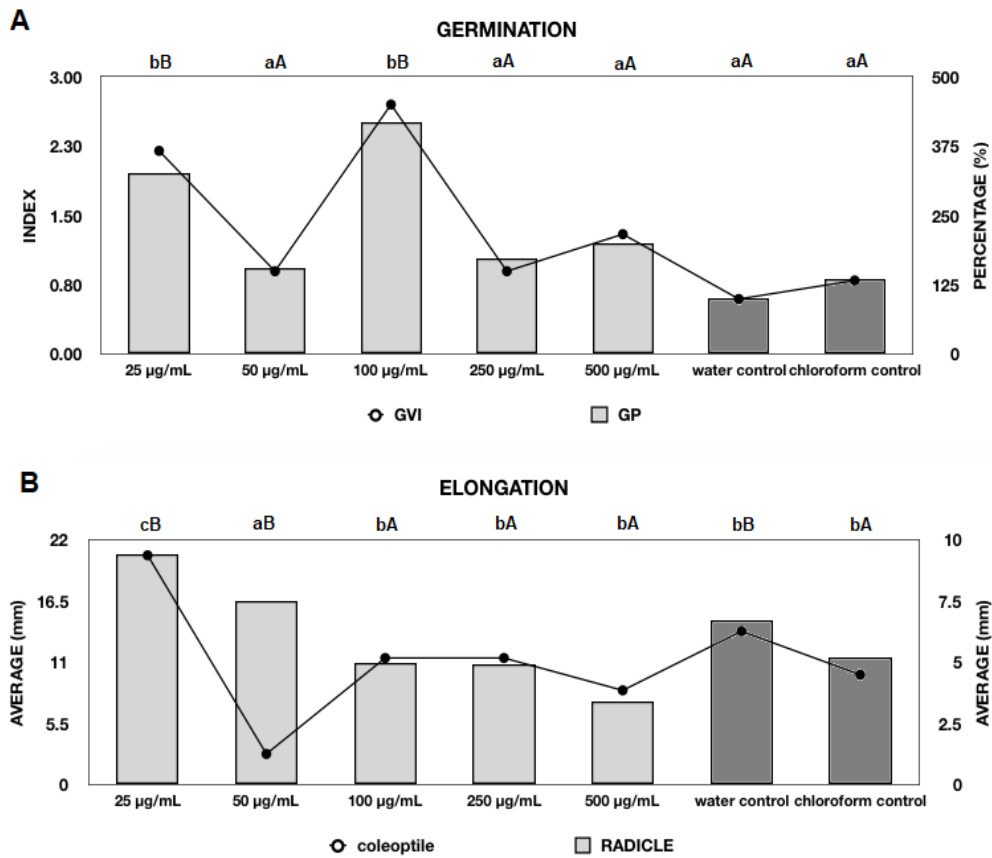 A
GERMINATION
bB aA bB aA aA aA aA
3.00 500
2.30 375
1.50 250
0.80 125
0.00 0
INDEX
PERCENTAGE (%)
25 µg/mL 50 µg/mL 100 µg/mL 250 µg/mL 500 µg/mL water control chloroform control
GVI GP
B
ELONGATION
cB aB bA bA bA bB bA
22 10
16.5 7.5
11 5
5.5 2.5
0 0
AVERAGE (mm)
AVERAGE (mm)
25 µg/mL 50 µg/mL 100 µg/mL 250 µg/mL 500 µg/mL water control chloroform control
coleoptile RADICLE